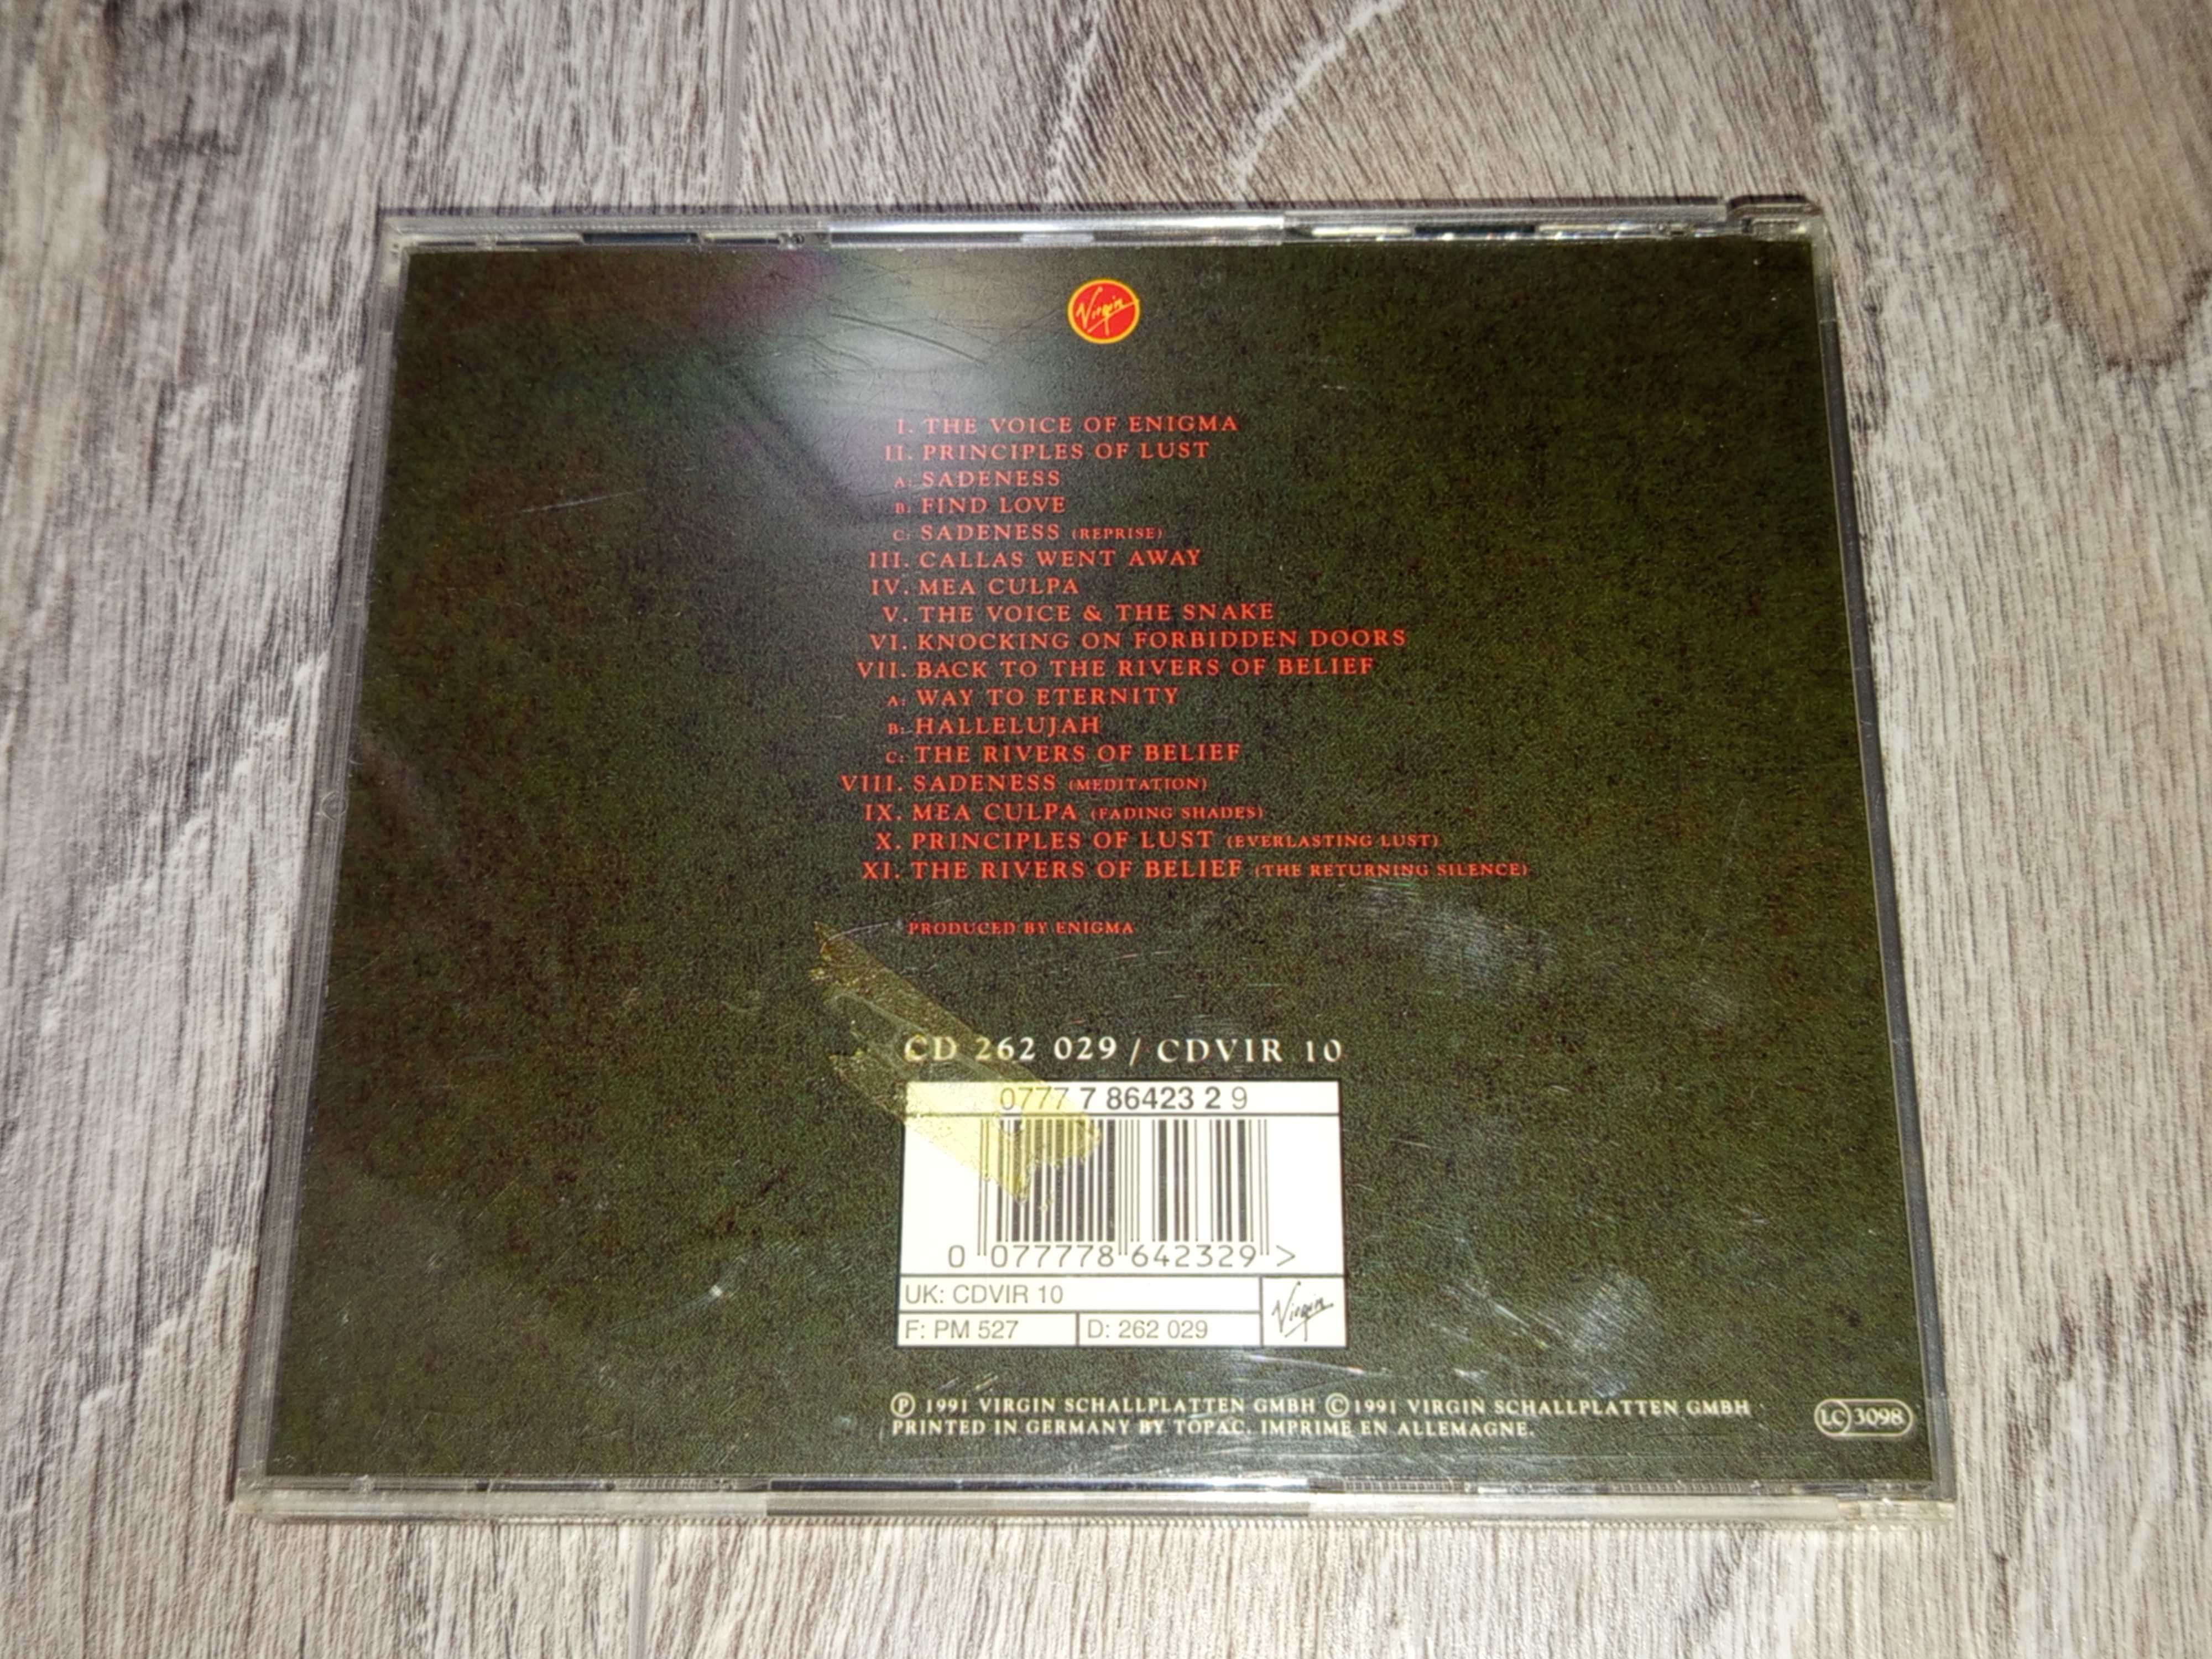 Virgin
I. THE VOICE OF ENIGMA
II. PRINCIPLES OF LUST
A: SADENESS
B: FIND LOVE
C: SADENESS (REPRISE)
III. CALLAS WENT AWAY
IV. MEA CULPA
V. THE VOICE & THE SNAKE
VI. KNOCKING ON FORBIDDEN DOORS
VII. BACK TO THE RIVERS OF BELIEF
A: WAY TO ETERNITY
B: HALLELUJAH
C: THE RIVERS OF BELIEF
VIII. SADENESS (MEDITATION)
IX. MEA CULPA (FADING SHADES)
X. PRINCIPLES OF LUST (EVERLASTING LUST)
XI. THE RIVERS OF BELIEF (THE RETURNING SILENCE)
PRODUCED BY ENIGMA
CD 262 029 / CDVIR 10
0777 7 86423 2 9
0 077778 642329 >
UK: CDVIR 10
F: PM 527 D: 262 029 Virgin
Ⓟ 1991 VIRGIN SCHALLPLATTEN GMBH © 1991 VIRGIN SCHALLPLATTEN GMBH
PRINTED IN GERMANY BY TOPAC. IMPRIME EN ALLEMAGNE.
LC 3098